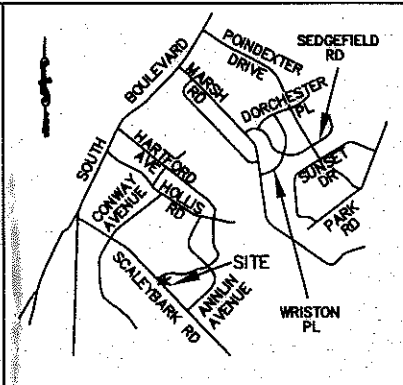 POINDEXTER
DRIVE
SEDGEFIELD
RD
BOULEVARD
MARSH
RD
DORCHESTER
PL
SOUTH
HARTFORD
AVE
HOLLIS
RD
CONWAY
AVENUE
SUNSET
DR
PARK
RD
SITE
SCALEYBARK RD
ANNLIN
AVENUE
WRISTON
PL